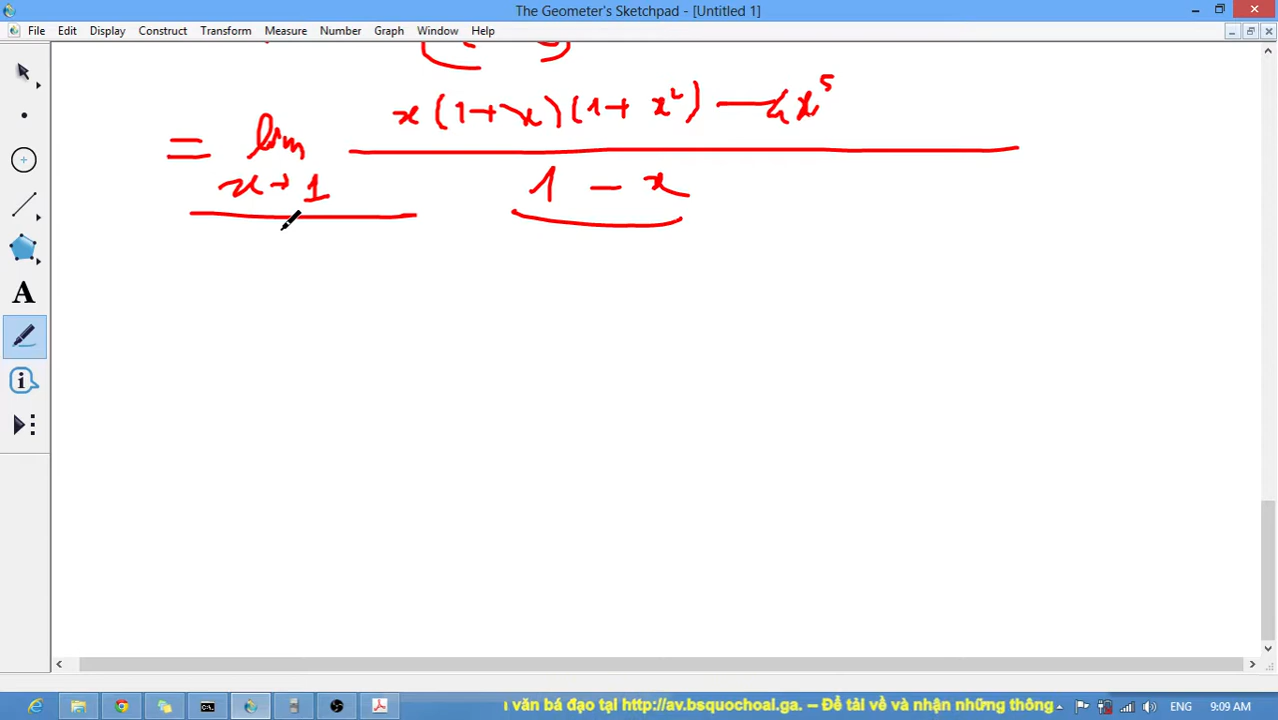 The Geometer's Sketchpad - [Untitled 1]
File Edit Display Construct Transform Measure Number Graph Window Help
x(1+x)(1+x²) — 4x⁵
= lim
x→1 1 − x
A
n văn bá đạo tại http://av.bsquochoai.ga. – Để tải về và nhận những thông ENG 9:09 AM